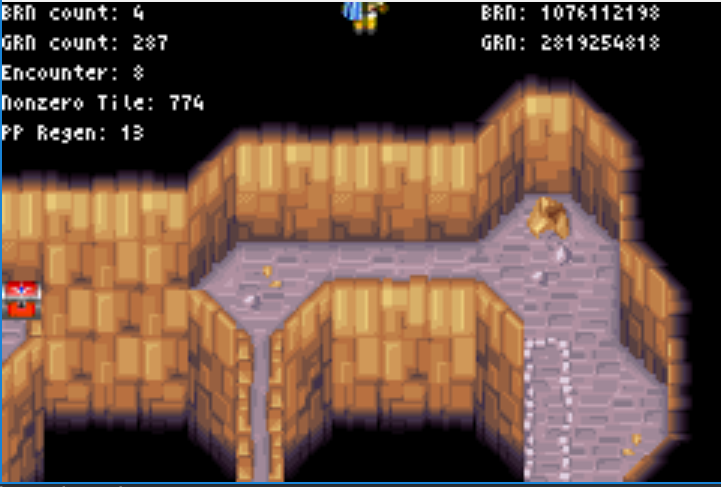 BRN count: 4
GRN count: 287
Encounter: 8
Nonzero Tile: 774
PP Regen: 13
BRN: 1076112198
GRN: 2819254818